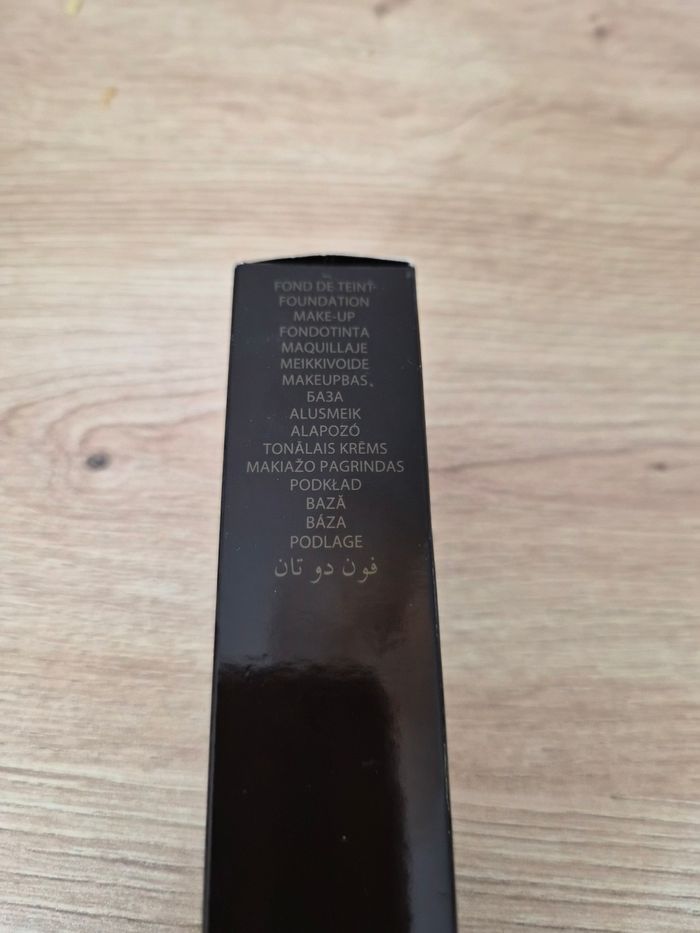 FOND DE TEINT
FOUNDATION
MAKE-UP
FONDOTINTA
MAQUILLAJE
MEIKKIVOIDE
MAKEUPBAS
БАЗА
ALUSMEIK
ALAPOZÓ
TONĀLAIS KRĒMS
MAKIAŽO PAGRINDAS
PODKŁAD
BAZĂ
BÁZA
PODLAGE
فون دو تان